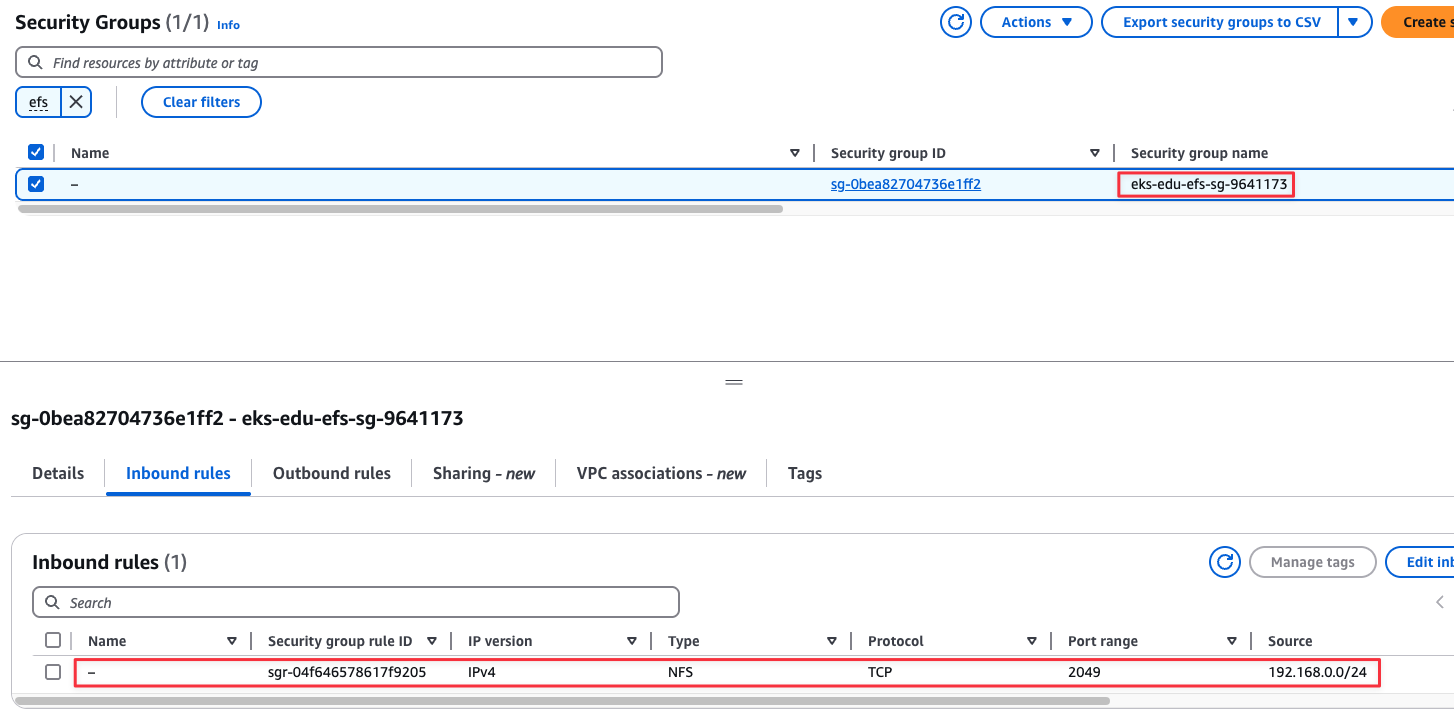 Security Groups (1/1) Info
Actions
Export security groups to CSV
Create s
Find resources by attribute or tag
efs
Clear filters
Name Security group ID Security group name
– sg-0bea82704736e1ff2 eks-edu-efs-sg-9641173
sg-0bea82704736e1ff2 - eks-edu-efs-sg-9641173
Details Inbound rules Outbound rules Sharing - new VPC associations - new Tags
Inbound rules (1)
Manage tags
Edit inb
Search
Name Security group rule ID IP version Type Protocol Port range Source
– sgr-04f646578617f9205 IPv4 NFS TCP 2049 192.168.0.0/24